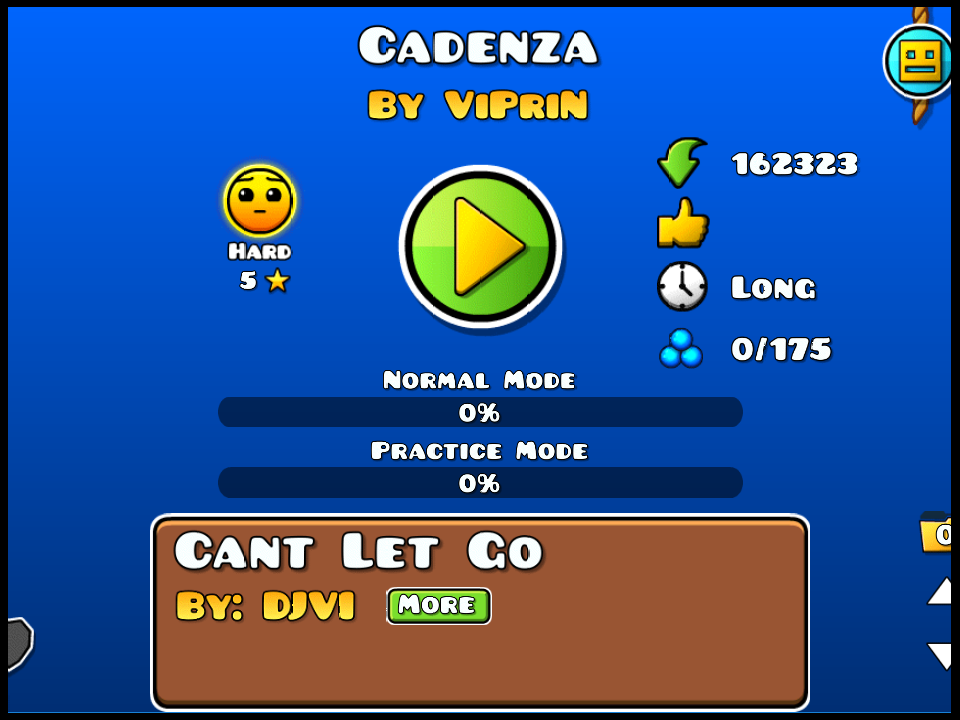 Cadenza
By ViPriN
162323
Hard
5
Long
0/175
Normal Mode
0%
Practice Mode
0%
Cant Let Go
By: DJVI
More
0